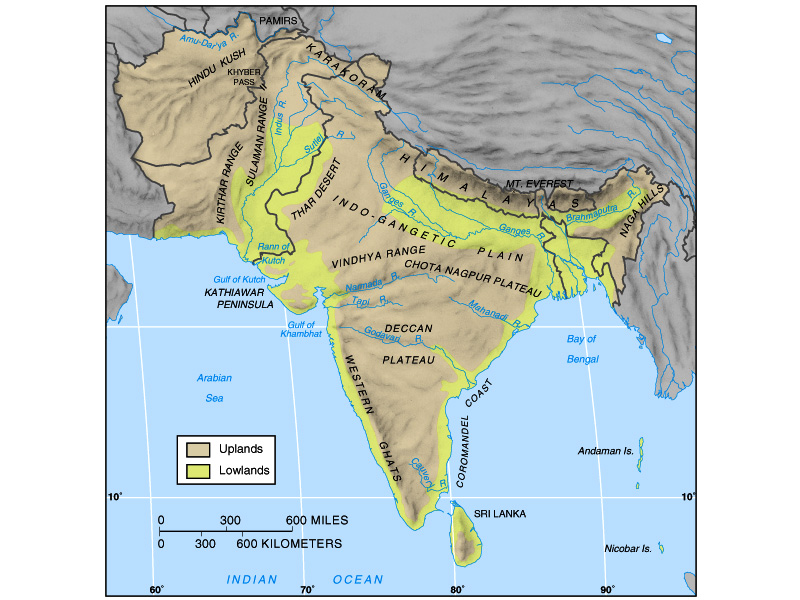 PAMIRS
Amu-Dar'ya R.
HINDU KUSH
KARAKORAM
KHYBER
PASS
Indus R.
SULAIMAN RANGE
Sutlej R.
KIRTHAR RANGE
THAR DESERT
HIMALAYAS
MT. EVEREST
Ganges R.
Ganges R.
Brahmaputra R.
NAGA HILLS
INDO-GANGETIC PLAIN
Rann of
Kutch
VINDHYA RANGE
CHOTA NAGPUR PLATEAU
Gulf of Kutch
KATHIAWAR
PENINSULA
Narmada R.
Tapi R.
Mahanadi R.
Gulf of
Khambhat
Godavari R.
DECCAN
PLATEAU
Bay of
Bengal
Arabian
Sea
WESTERN GHATS
COROMANDEL COAST
Uplands
Lowlands
Cauvery R.
Andaman Is.
10°
10°
SRI LANKA
0 300 600 MILES
0 300 600 KILOMETERS
Nicobar Is.
INDIAN OCEAN
60°
70°
80°
90°